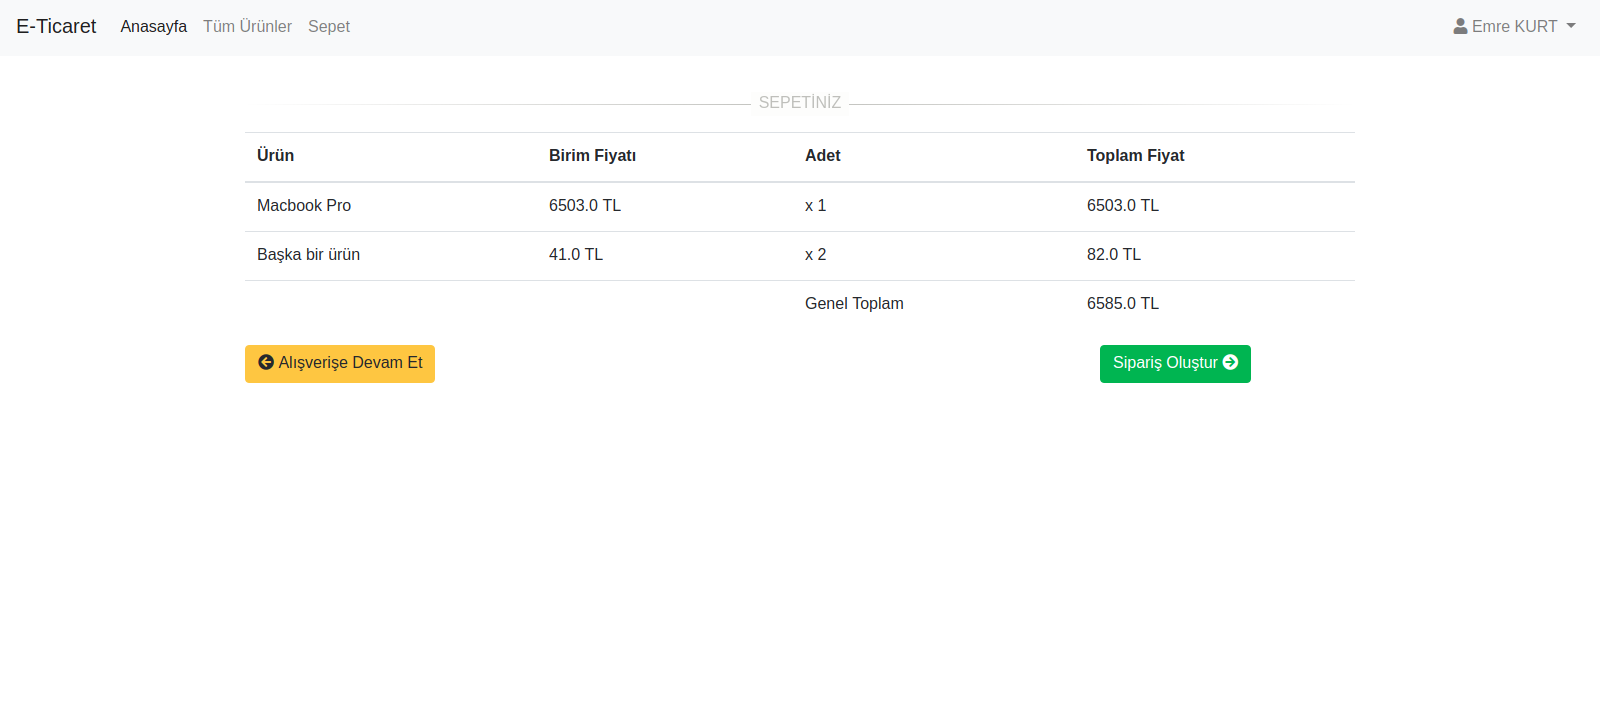 E-Ticaret Anasayfa Tüm Ürünler Sepet Emre KURT
SEPETİNİZ
Ürün Birim Fiyatı Adet Toplam Fiyat
Macbook Pro 6503.0 TL x 1 6503.0 TL
Başka bir ürün 41.0 TL x 2 82.0 TL
Genel Toplam 6585.0 TL
Alışverişe Devam Et Sipariş Oluştur